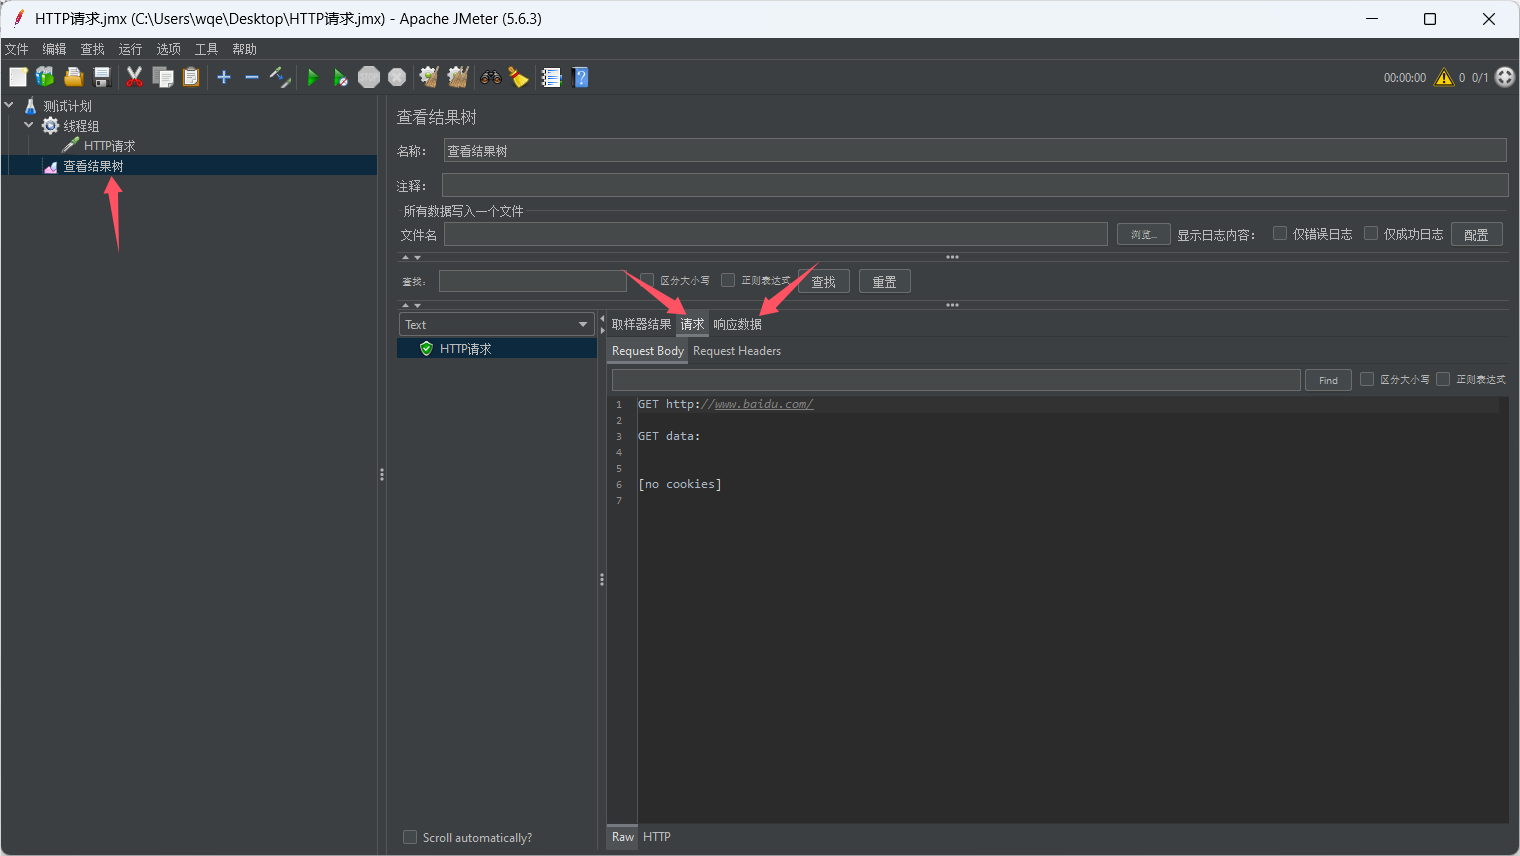 HTTP请求.jmx (C:\Users\wqe\Desktop\HTTP请求.jmx) - Apache JMeter (5.6.3)
文件 编辑 查找 运行 选项 工具 帮助
STOP
00:00:00 0 0/1
测试计划
线程组
HTTP请求
查看结果树
查看结果树
名称： 查看结果树
注释：
所有数据写入一个文件
文件名 浏览... 显示日志内容： 仅错误日志 仅成功日志 配置
查找: 区分大小写 正则表达式 查找 重置
Text
HTTP请求
Scroll automatically?
取样器结果 请求 响应数据
Request Body Request Headers
Find 区分大小写 正则表达式
1 GET http://www.baidu.com/
2
3 GET data:
4
5
6 [no cookies]
7
Raw HTTP